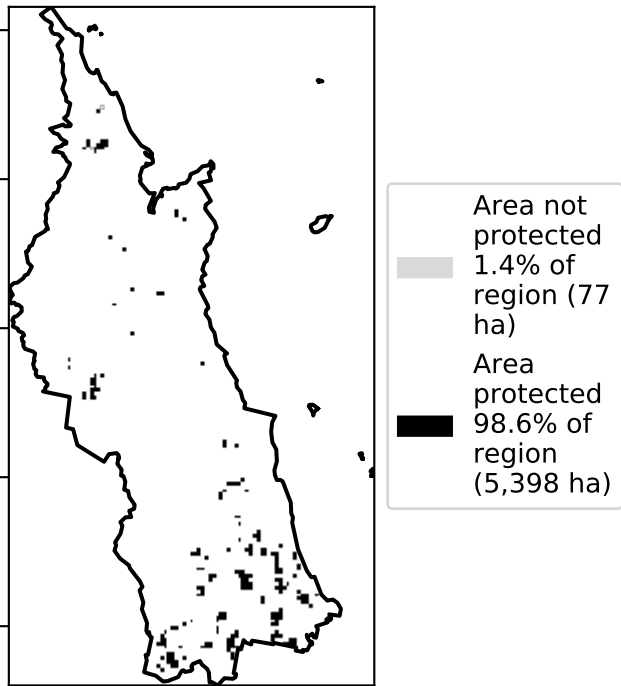 Area not
protected
1.4% of
region (77
ha)
Area
protected
98.6% of
region
(5,398 ha)